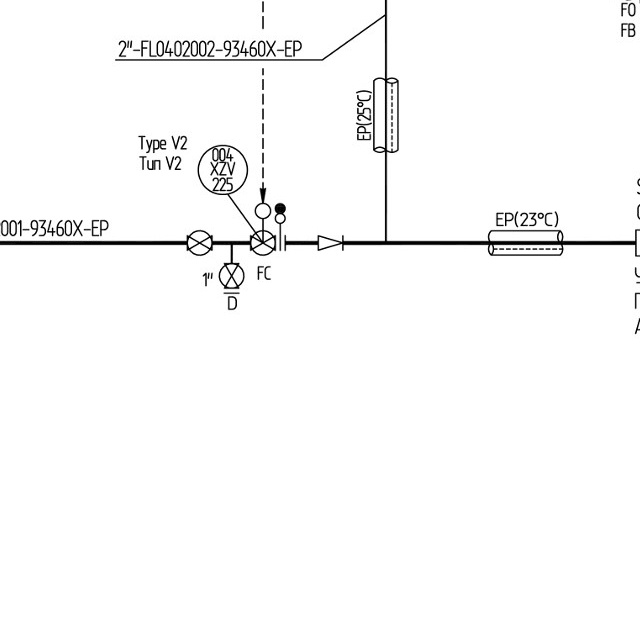 FO
FB
2"-FL0402002-93460X-EP
EP(25°C)
Type V2
Тип V2
004
XZV
225
001-93460X-EP
EP(23°C)
1"
FC
D